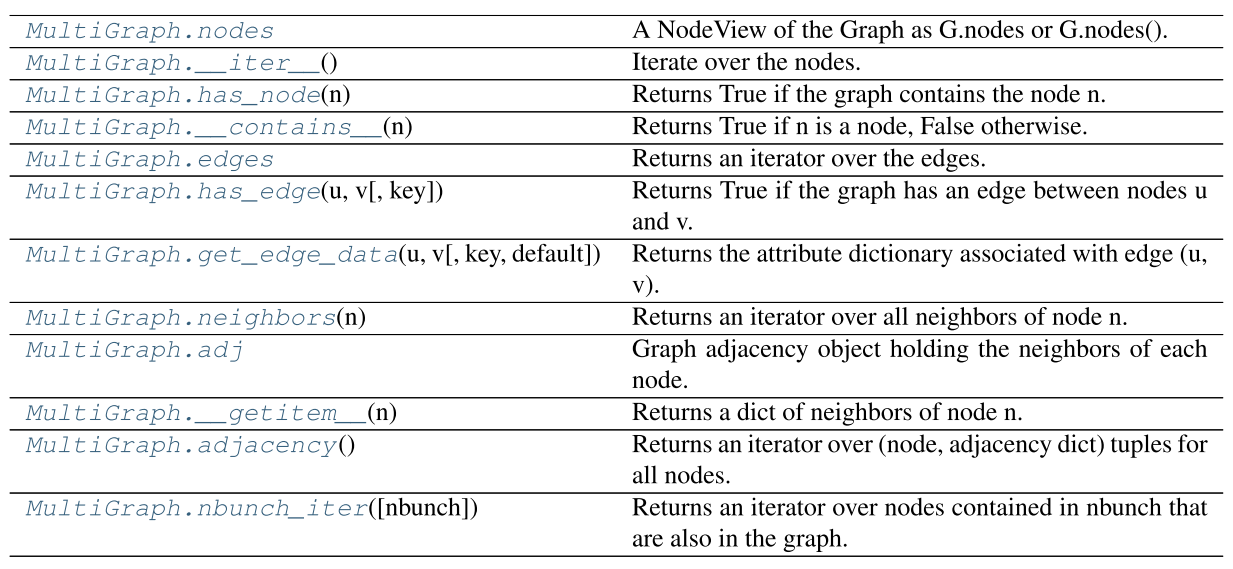 MultiGraph.nodes A NodeView of the Graph as G.nodes or G.nodes().
MultiGraph.__iter__() Iterate over the nodes.
MultiGraph.has_node(n) Returns True if the graph contains the node n.
MultiGraph.__contains__(n) Returns True if n is a node, False otherwise.
MultiGraph.edges Returns an iterator over the edges.
MultiGraph.has_edge(u, v[, key]) Returns True if the graph has an edge between nodes u
and v.
MultiGraph.get_edge_data(u, v[, key, default]) Returns the attribute dictionary associated with edge (u,
v).
MultiGraph.neighbors(n) Returns an iterator over all neighbors of node n.
MultiGraph.adj Graph adjacency object holding the neighbors of each
node.
MultiGraph.__getitem__(n) Returns a dict of neighbors of node n.
MultiGraph.adjacency() Returns an iterator over (node, adjacency dict) tuples for
all nodes.
MultiGraph.nbunch_iter([nbunch]) Returns an iterator over nodes contained in nbunch that
are also in the graph.